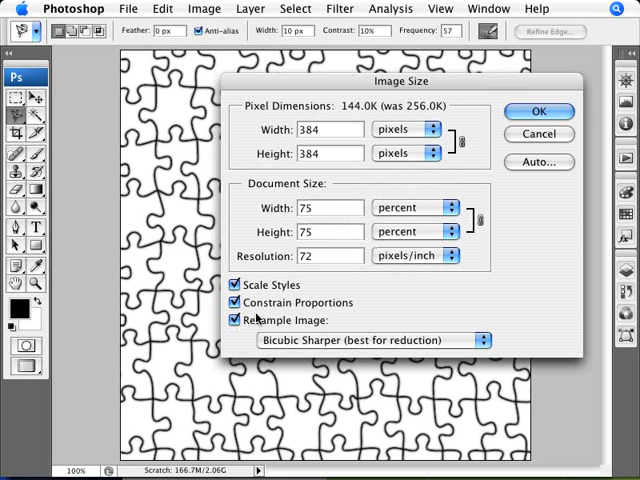 Photoshop File Edit Image Layer Select Filter Analysis View Window Help
Feather: 0 px Anti-alias Width: 10 px Contrast: 10% Frequency: 57 Refine Edge...
Ps
Image Size
Pixel Dimensions: 144.0K (was 256.0K)
Width: 384 pixels
Height: 384 pixels
OK
Cancel
Auto...
Document Size:
Width: 75 percent
Height: 75 percent
Resolution: 72 pixels/inch
Scale Styles
Constrain Proportions
Resample Image:
Bicubic Sharper (best for reduction)
100% Scratch: 166.7M/2.06G